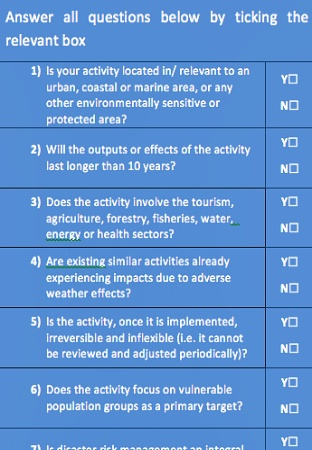 Answer all questions below by ticking the
relevant box
1) Is your activity located in/ relevant to an
urban, coastal or marine area, or any
other environmentally sensitive or
protected area?
Y☐
N☐
2) Will the outputs or effects of the activity
last longer than 10 years?
Y☐
N☐
3) Does the activity involve the tourism,
agriculture, forestry, fisheries, water,
energy or health sectors?
Y☐
N☐
4) Are existing similar activities already
experiencing impacts due to adverse
weather effects?
Y☐
N☐
5) Is the activity, once it is implemented,
irreversible and inflexible (i.e. it cannot
be reviewed and adjusted periodically)?
Y☐
N☐
6) Does the activity focus on vulnerable
population groups as a primary target?
Y☐
N☐
7) Is disaster risk management an integral
Y☐